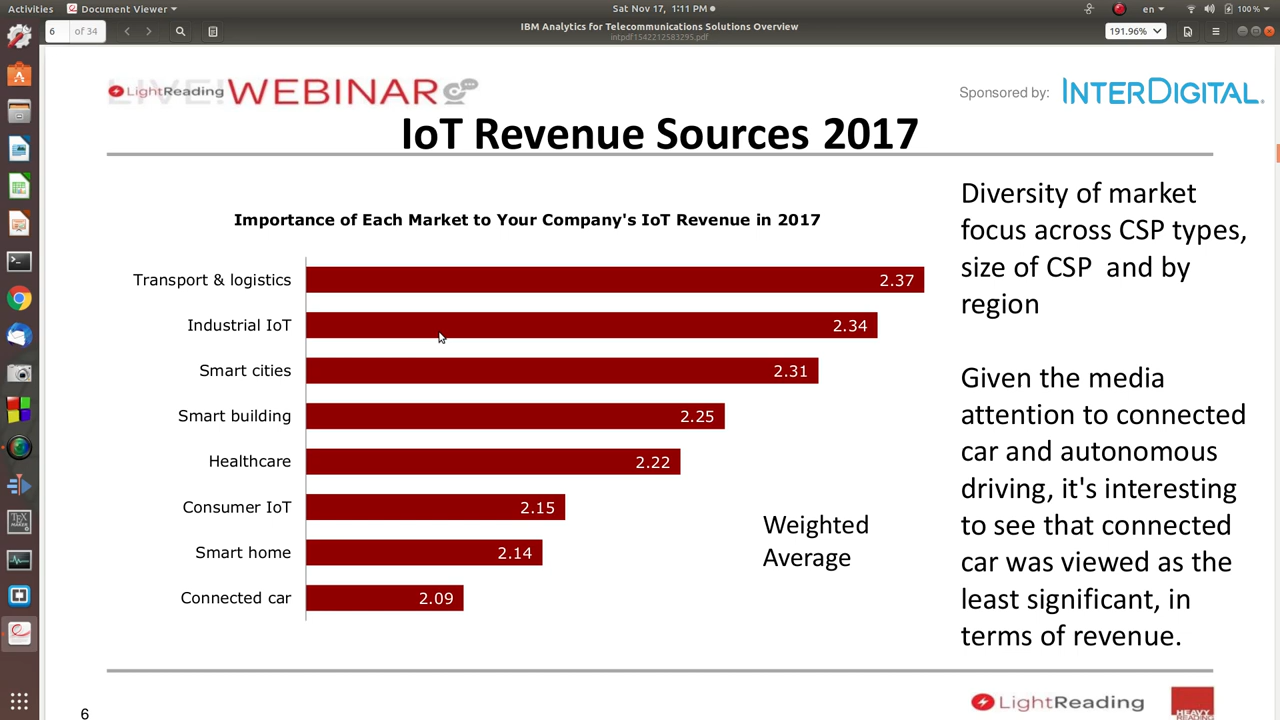 Activities
Document Viewer
Sat Nov 17, 1:11 PM
en
100 %
6
of 34
IBM Analytics for Telecommunications Solutions Overview
intpdf1542212583295.pdf
191.96%
LIVE! LightReading WEBINAR
Sponsored by: INTERDIGITAL.
IoT Revenue Sources 2017
Importance of Each Market to Your Company's IoT Revenue in 2017
Transport & logistics 2.37
Industrial IoT 2.34
Smart cities 2.31
Smart building 2.25
Healthcare 2.22
Consumer IoT 2.15
Smart home 2.14
Connected car 2.09
Weighted
Average
Diversity of market
focus across CSP types,
size of CSP and by
region
Given the media
attention to connected
car and autonomous
driving, it's interesting
to see that connected
car was viewed as the
least significant, in
terms of revenue.
6
LightReading
HEAVY